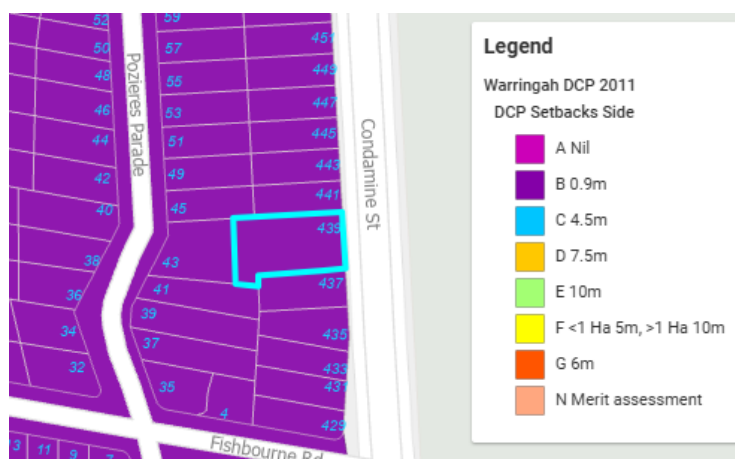 52
50
48
46
44
42
40
38
36
34
32
Pozieres Parade
59
57
55
53
51
49
45
43
41
39
37
35
4
451
449
447
445
443
441
439
437
435
433
431
429
Condamine St
Fishbourne Rd
13
11
9
7
Legend
Warringah DCP 2011
DCP Setbacks Side
A Nil
B 0.9m
C 4.5m
D 7.5m
E 10m
F <1 Ha 5m, >1 Ha 10m
G 6m
N Merit assessment